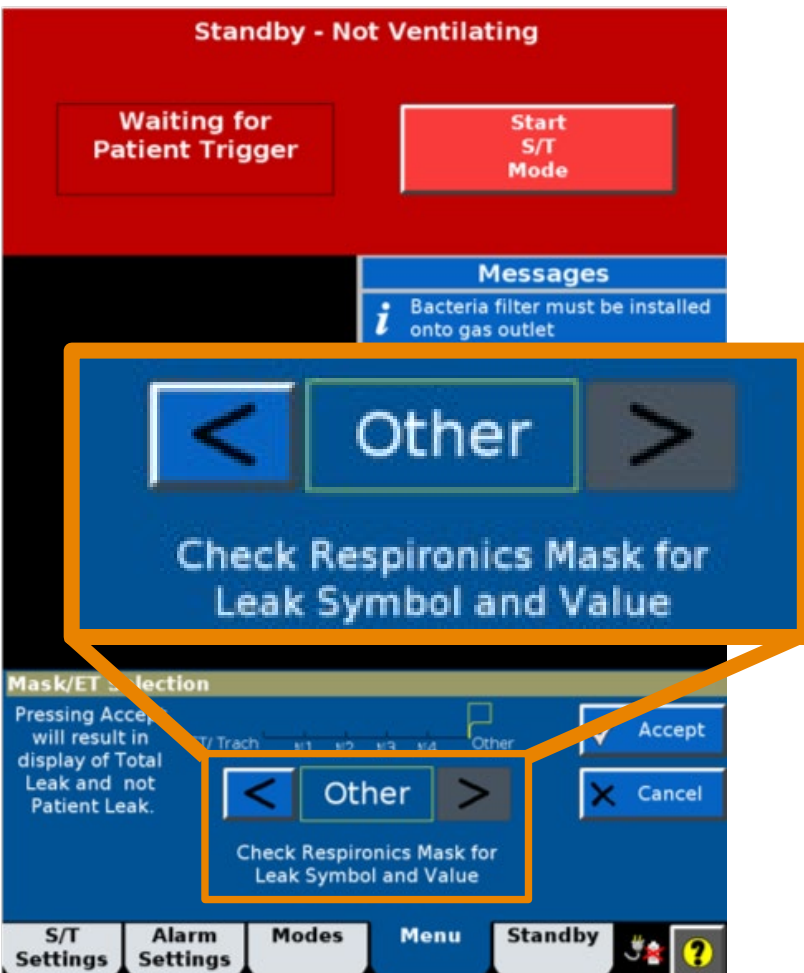 Standby - Not Ventilating
Waiting for
Patient Trigger
Start
S/T
Mode
Messages
i
Bacteria filter must be installed
onto gas outlet
< Other >
Check Respironics Mask for
Leak Symbol and Value
Mask/ET
Pressing
will result in
display of Total
Leak and not
Patient Leak.
Trach
Other
Accept
< Other >
Cancel
Check Respironics Mask for
Leak Symbol and Value
S/T
Settings
Alarm
Settings
Modes
Menu
Standby
?